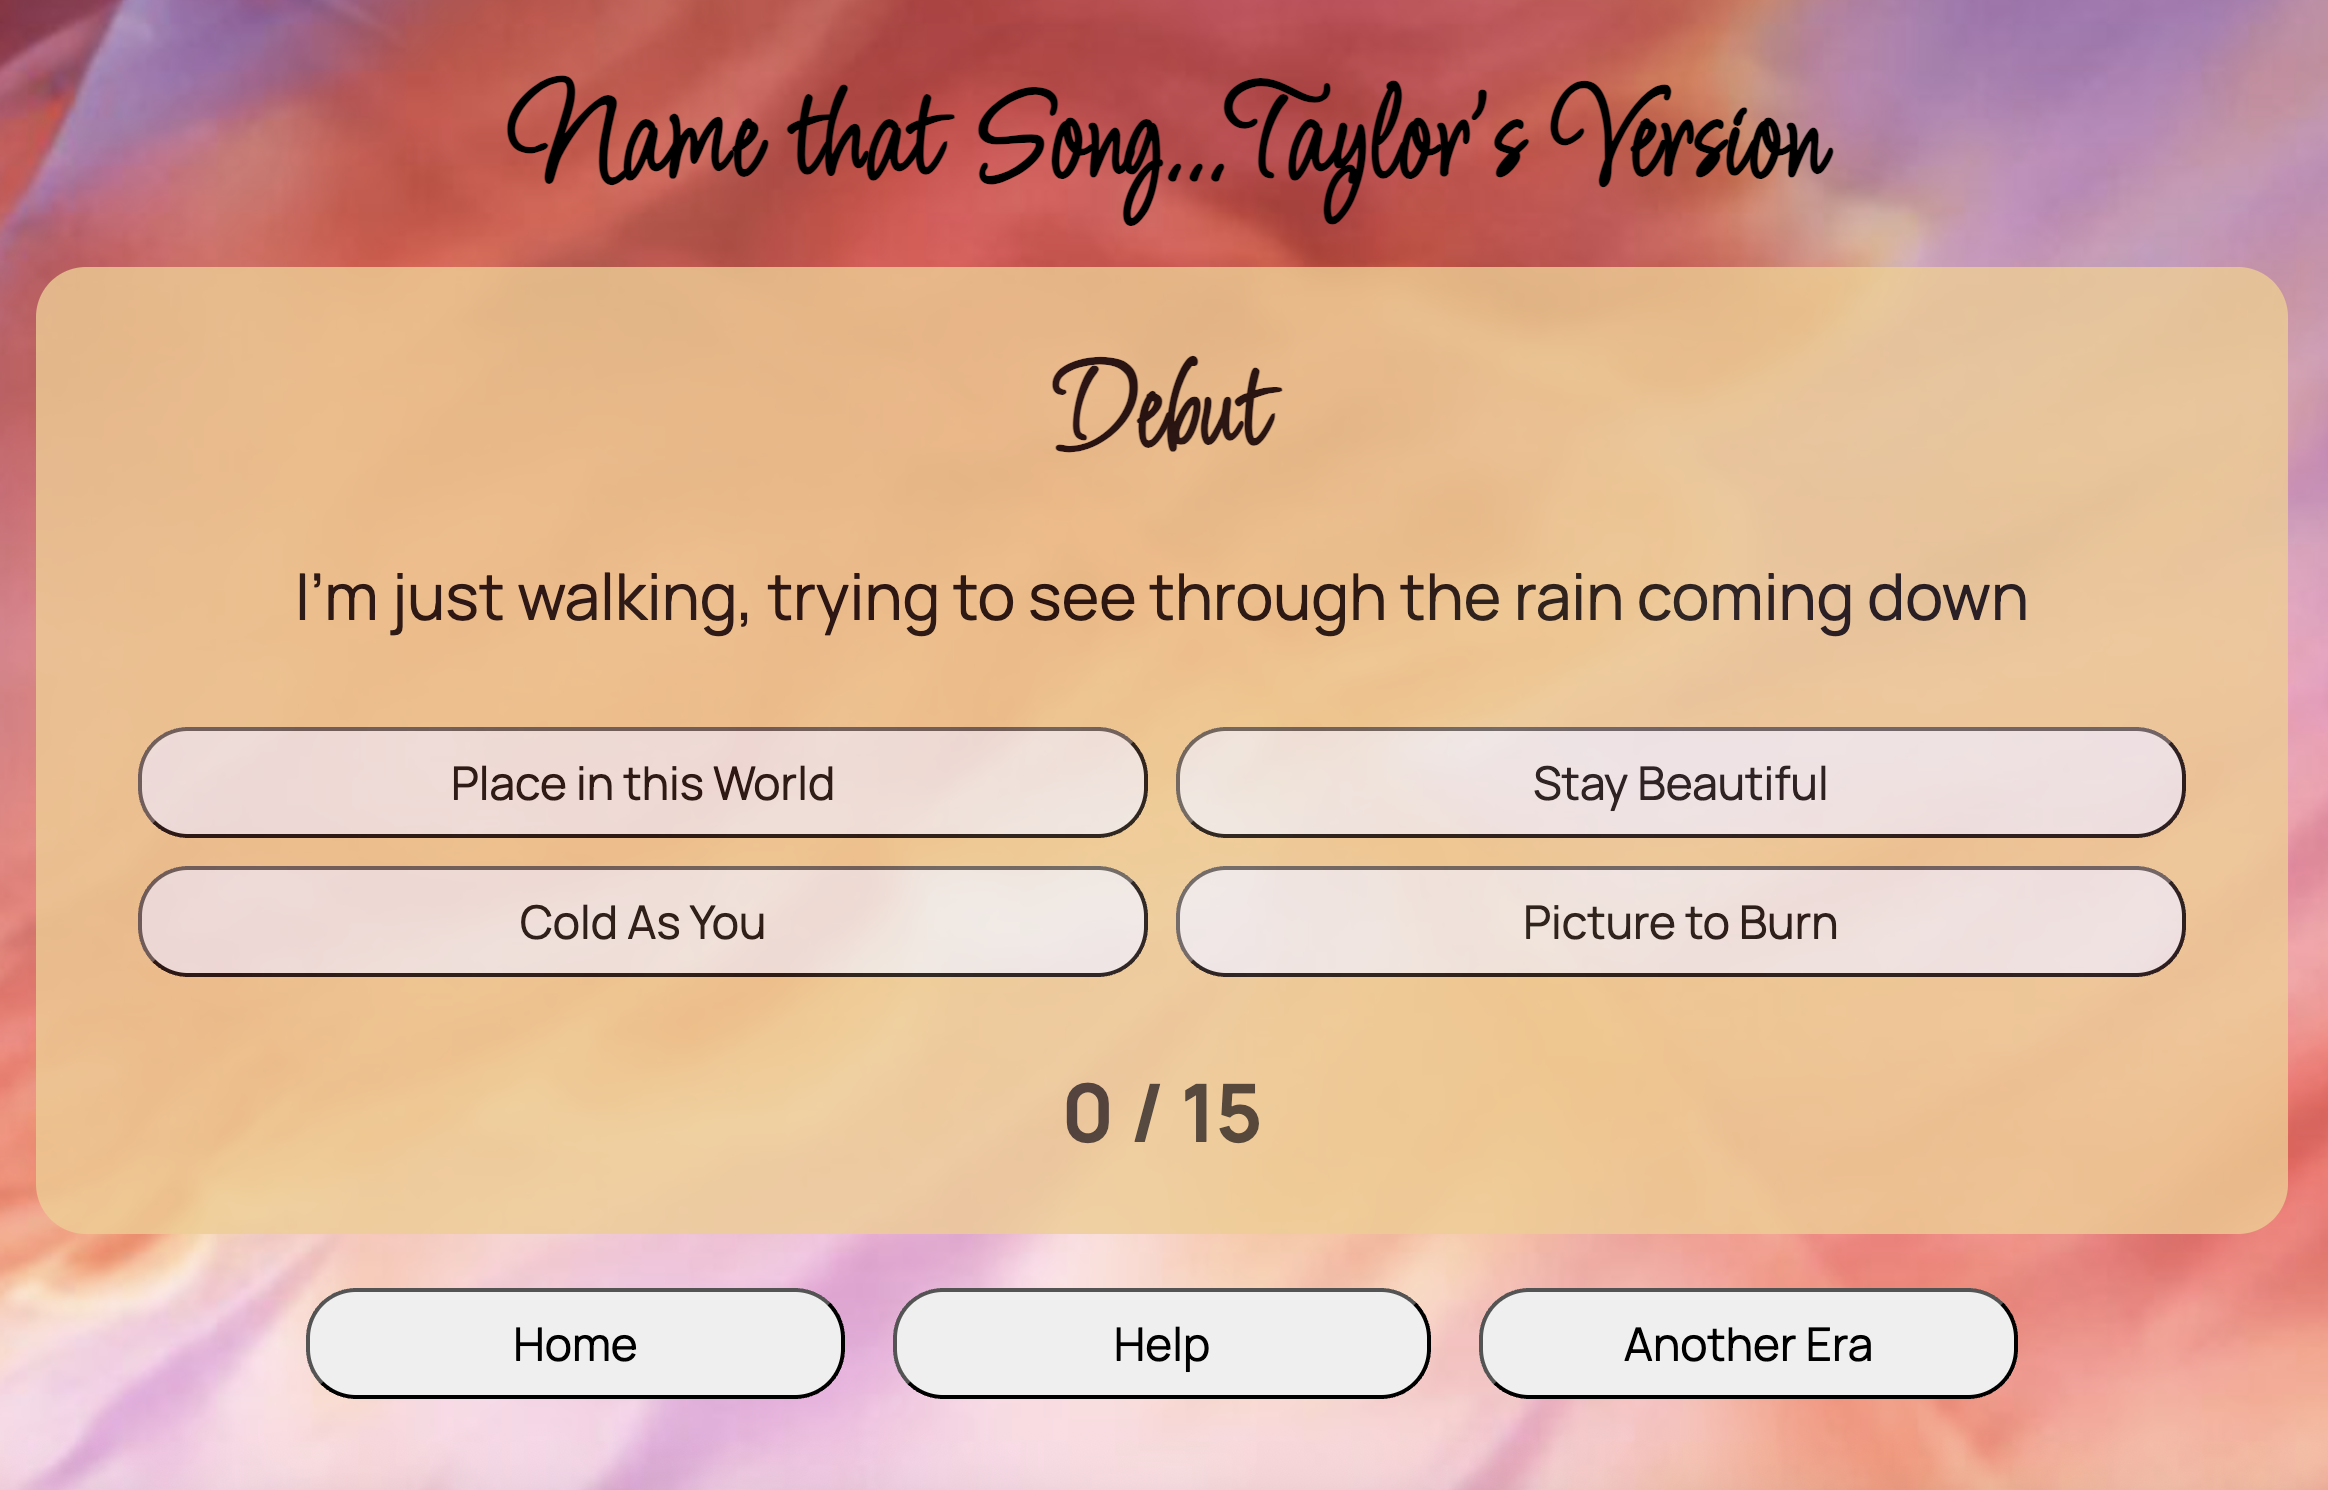 Name that Song...Taylor's Version
Debut
I'm just walking, trying to see through the rain coming down
Place in this World
Stay Beautiful
Cold As You
Picture to Burn
0 / 15
Home
Help
Another Era